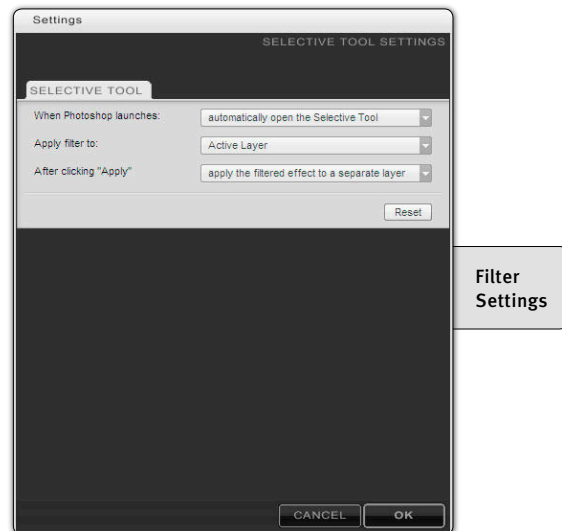 Settings
SELECTIVE TOOL SETTINGS
SELECTIVE TOOL
When Photoshop launches: automatically open the Selective Tool
Apply filter to: Active Layer
After clicking "Apply" apply the filtered effect to a separate layer
Reset
Filter
Settings
CANCEL OK